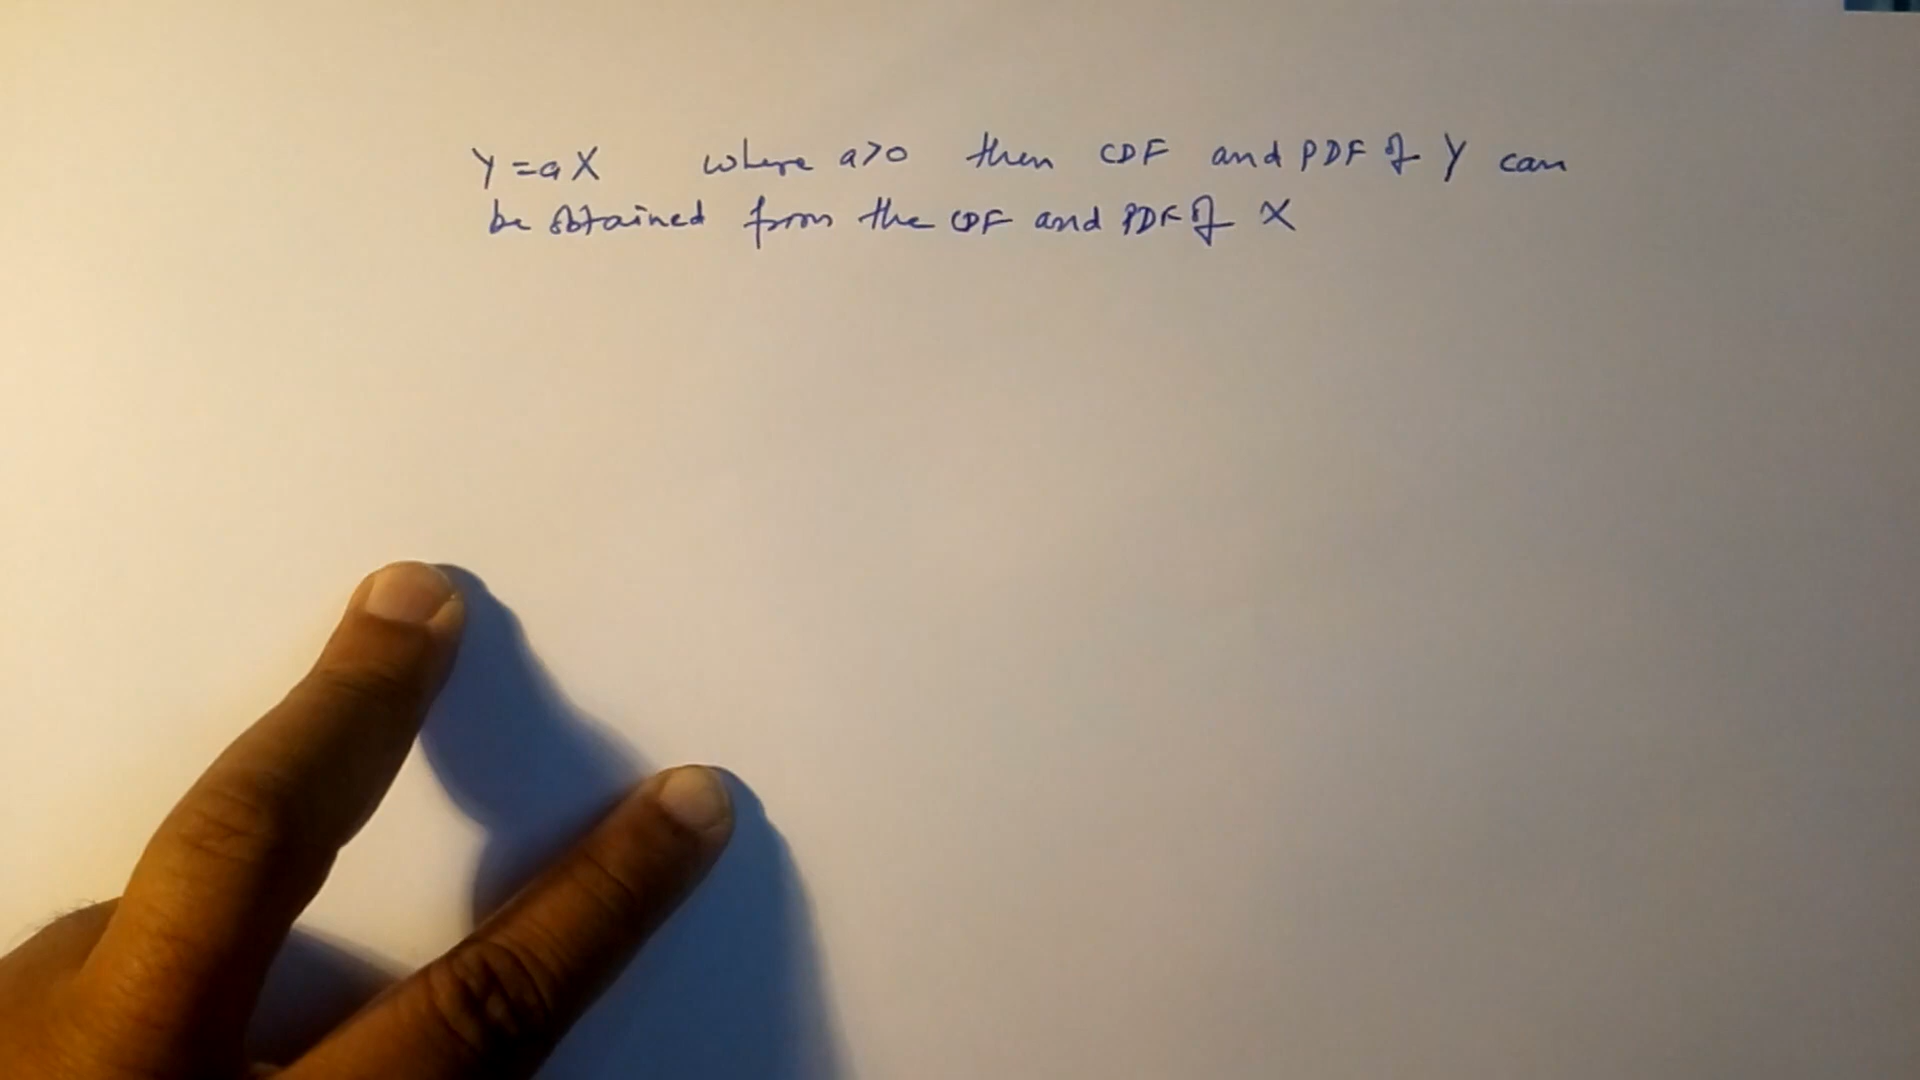 Y = aX where a>0 then CDF and PDF of Y can
be obtained from the CDF and PDF of X